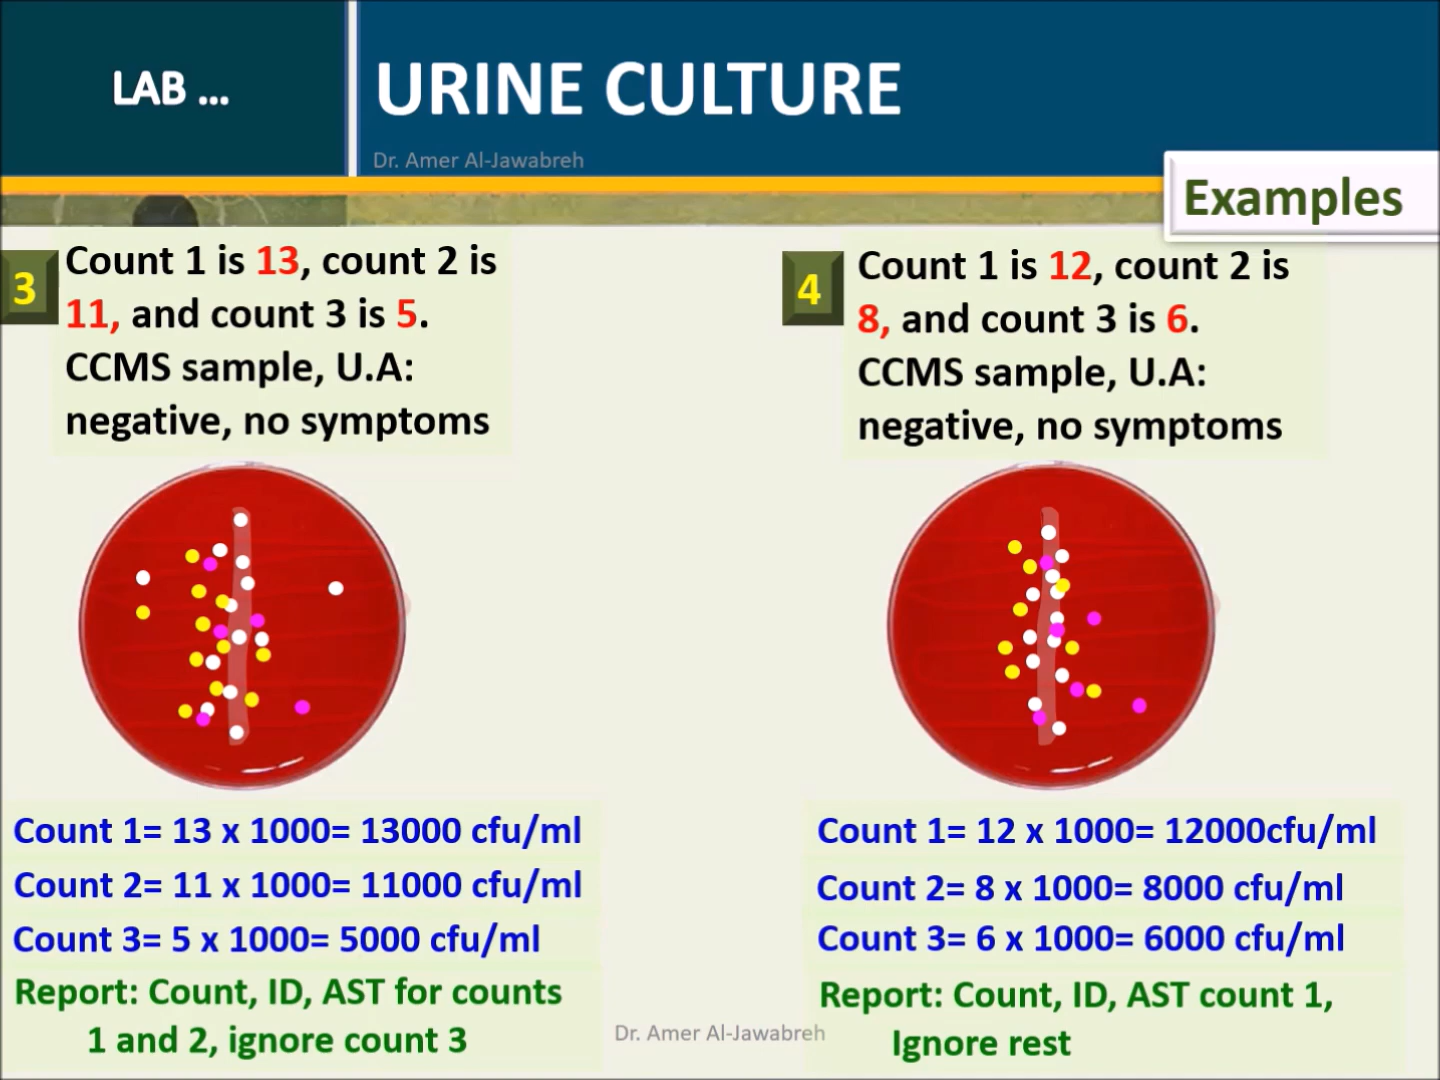 LAB ...
URINE CULTURE
Dr. Amer Al-Jawabreh
Examples
3
Count 1 is 13, count 2 is
11, and count 3 is 5.
CCMS sample, U.A:
negative, no symptoms
Count 1= 13 x 1000= 13000 cfu/ml
Count 2= 11 x 1000= 11000 cfu/ml
Count 3= 5 x 1000= 5000 cfu/ml
Report: Count, ID, AST for counts
1 and 2, ignore count 3
4
Count 1 is 12, count 2 is
8, and count 3 is 6.
CCMS sample, U.A:
negative, no symptoms
Count 1= 12 x 1000= 12000cfu/ml
Count 2= 8 x 1000= 8000 cfu/ml
Count 3= 6 x 1000= 6000 cfu/ml
Report: Count, ID, AST count 1,
Ignore rest
Dr. Amer Al-Jawabreh